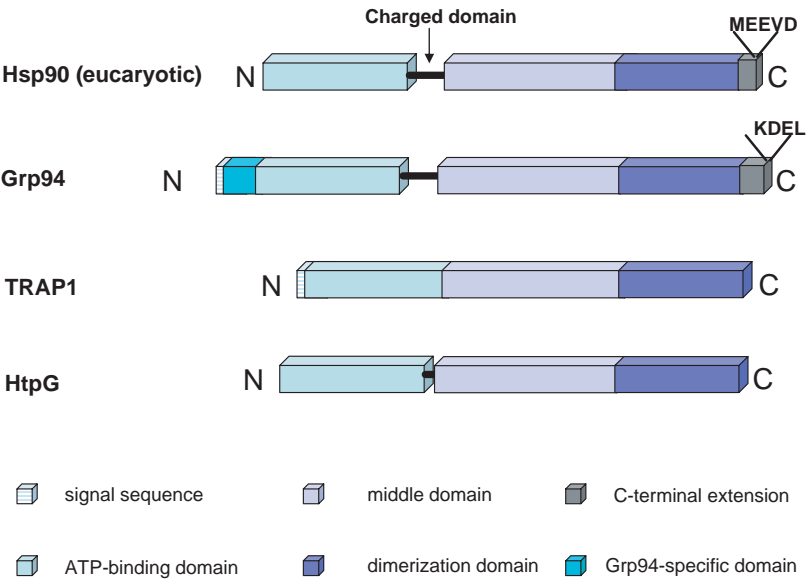 Charged domain
MEEVD
Hsp90 (eucaryotic) N C
KDEL
Grp94 N C
TRAP1 N C
HtpG N C
signal sequence middle domain C-terminal extension
ATP-binding domain dimerization domain Grp94-specific domain